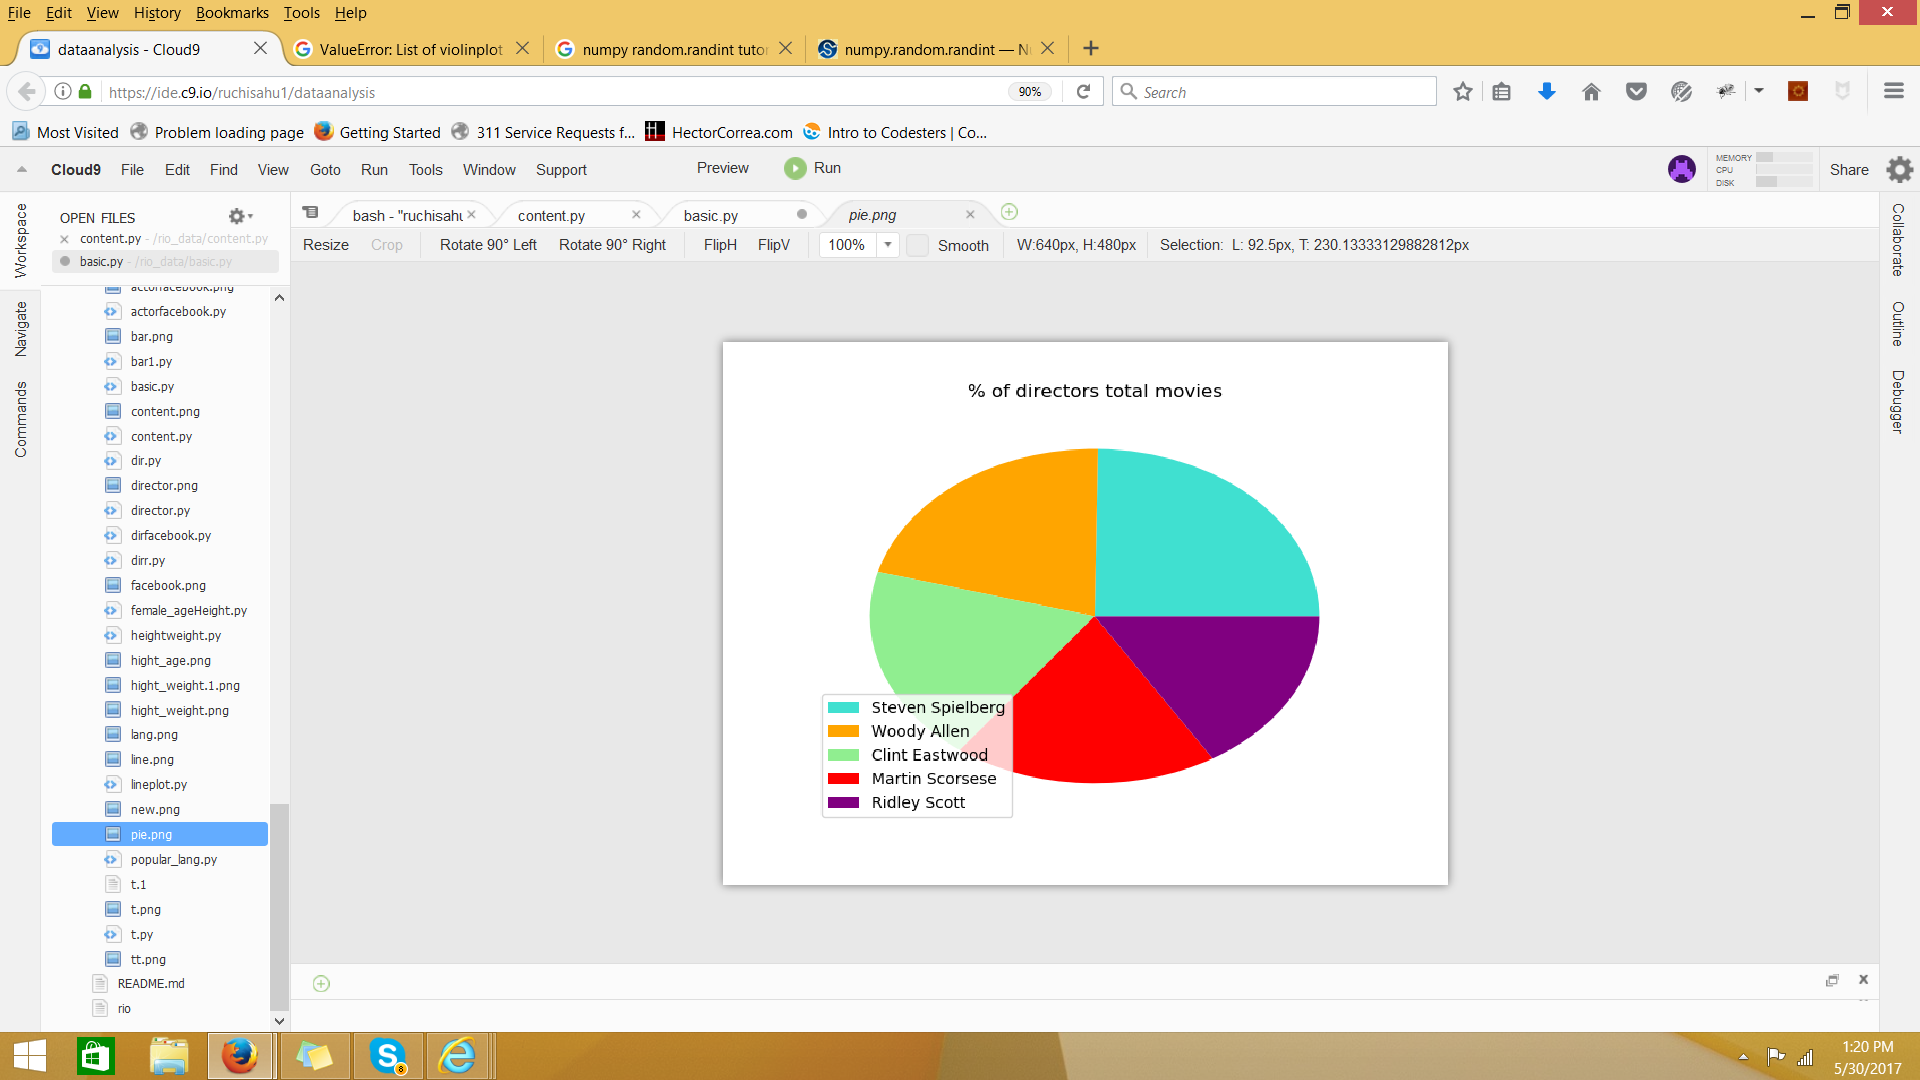 File Edit View History Bookmarks Tools Help
dataanalysis - Cloud9
ValueError: List of violinplot
numpy random.randint tutor
numpy.random.randint — N
https://ide.c9.io/ruchisahu1/dataanalysis
90%
Search
Most Visited Problem loading page Getting Started 311 Service Requests f... HectorCorrea.com Intro to Codesters | Co...
Cloud9 File Edit Find View Goto Run Tools Window Support Preview Run
MEMORY
CPU
DISK
Share
Workspace
Navigate
Commands
OPEN FILES
content.py - /rio_data/content.py
basic.py - /rio_data/basic.py
bash - "ruchisahu
content.py
basic.py
pie.png
Resize Crop Rotate 90° Left Rotate 90° Right FlipH FlipV 100% Smooth W:640px, H:480px Selection: L: 92.5px, T: 230.13333129882812px
actorfacebook.png
actorfacebook.py
bar.png
bar1.py
basic.py
content.png
content.py
dir.py
director.png
director.py
dirfacebook.py
dirr.py
facebook.png
female_ageHeight.py
heightweight.py
hight_age.png
hight_weight.1.png
hight_weight.png
lang.png
line.png
lineplot.py
new.png
pie.png
popular_lang.py
t.1
t.png
t.py
tt.png
README.md
rio
% of directors total movies
Steven Spielberg
Woody Allen
Clint Eastwood
Martin Scorsese
Ridley Scott
Collaborate
Outline
Debugger
8
1:20 PM
5/30/2017